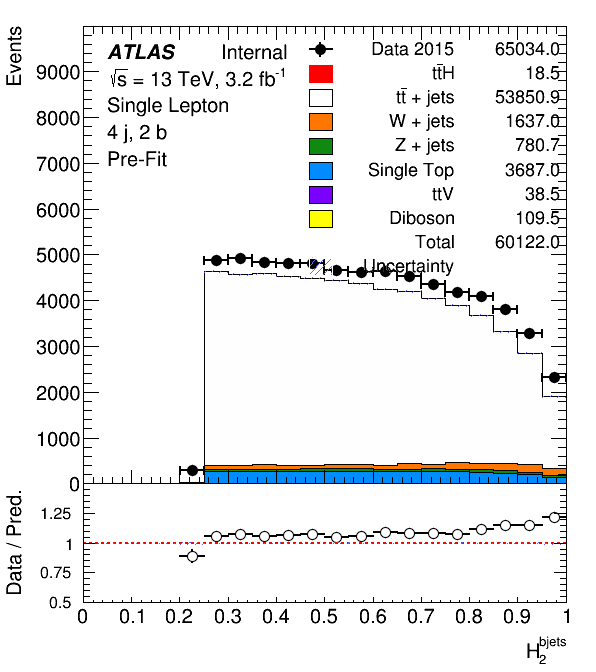 Events
ATLAS Internal
√s = 13 TeV, 3.2 fb⁻¹
Single Lepton
4 j, 2 b
Pre-Fit
Data 2015 65034.0
tt̄H 18.5
tt̄ + jets 53850.9
W + jets 1637.0
Z + jets 780.7
Single Top 3687.0
ttV 38.5
Diboson 109.5
Total 60122.0
Uncertainty
9000
8000
7000
6000
5000
4000
3000
2000
1000
0
Data / Pred.
1.25
1
0.75
0.5
0 0.1 0.2 0.3 0.4 0.5 0.6 0.7 0.8 0.9 1
H₂^bjets